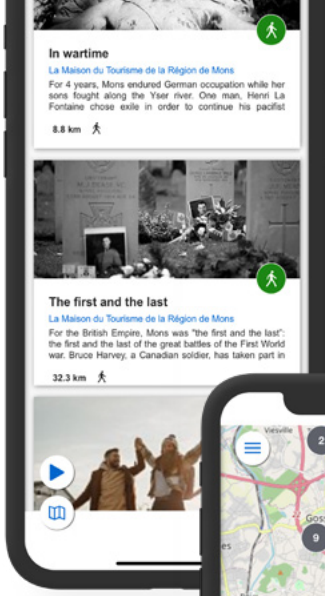 In wartime
La Maison du Tourisme de la Région de Mons
For 4 years, Mons endured German occupation while her
sons fought along the Yser river. One man, Henri La
Fontaine chose exile in order to continue his pacifist
8.8 km
The first and the last
La Maison du Tourisme de la Région de Mons
For the British Empire, Mons was "the first and the last":
the first and the last of the great battles of the First World
war. Bruce Harvey, a Canadian soldier, has taken part in
32.3 km
Viesville
2
Goss
9
es